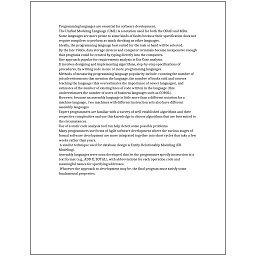 Programming languages are essential for software development.
The Unified Modeling Language (UML) is a notation used for both the OOAD and MDA.
Some languages are more prone to some kinds of faults because their specification does not
require compilers to perform as much checking as other languages.
Ideally, the programming language best suited for the task at hand will be selected.
By the late 1960s, data storage devices and computer terminals became inexpensive enough
that programs could be created by typing directly into the computers.
One approach popular for requirements analysis is Use Case analysis.
It involves designing and implementing algorithms, step-by-step specifications of
procedures, by writing code in one or more programming languages.
Methods of measuring programming language popularity include: counting the number of
job advertisements that mention the language, the number of books sold and courses
teaching the language (this overestimates the importance of newer languages), and
estimates of the number of existing lines of code written in the language (this
underestimates the number of users of business languages such as COBOL).
However, because an assembly language is little more than a different notation for a
machine language, two machines with different instruction sets also have different
assembly languages.
Expert programmers are familiar with a variety of well-established algorithms and their
respective complexities and use this knowledge to choose algorithms that are best suited to
the circumstances.
Use of a static code analysis tool can help detect some possible problems.
Many programmers use forms of Agile software development where the various stages of
formal software development are more integrated together into short cycles that take a few
weeks rather than years.
A similar technique used for database design is Entity-Relationship Modeling (ER
Modeling).
Assembly languages were soon developed that let the programmer specify instruction in a
text format (e.g., ADD X, TOTAL), with abbreviations for each operation code and
meaningful names for specifying addresses.
Whatever the approach to development may be, the final program must satisfy some
fundamental properties.